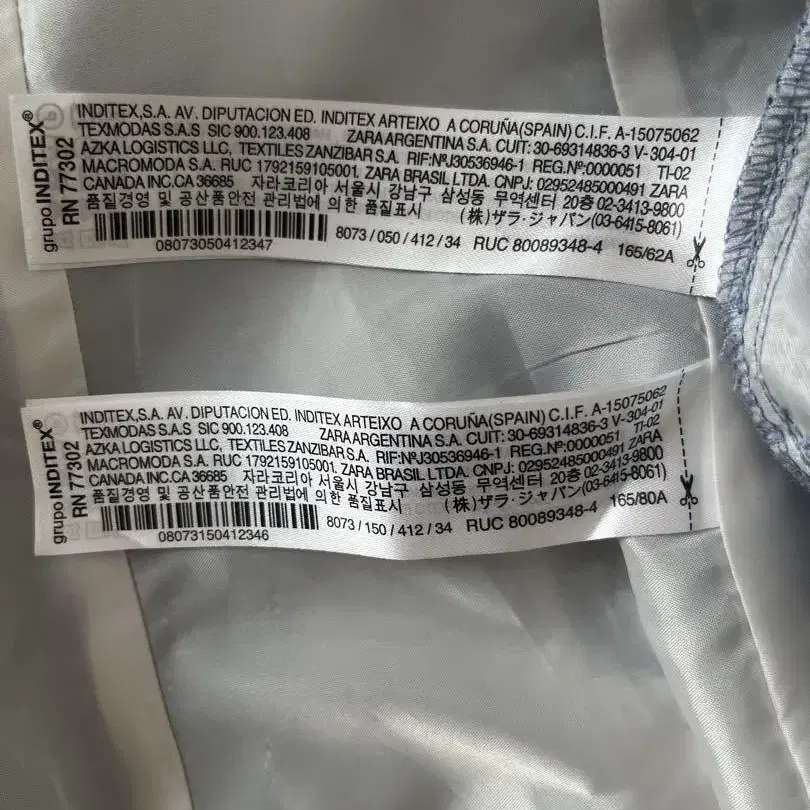 grupo INDITEX®
RN 77302
INDITEX,S.A. AV. DIPUTACION ED. INDITEX ARTEIXO A CORUÑA(SPAIN) C.I.F. A-15075062
TEXMODAS S.A.S SIC 900.123.408 ZARA ARGENTINA S.A. CUIT: 30-69314836-3 V-304-01
AZKA LOGISTICS LLC, TEXTILES ZANZIBAR S.A. RIF:NºJ30536946-1 REG.Nº:0000051 TI-02
MACROMODA S.A. RUC 1792159105001. ZARA BRASIL LTDA. CNPJ: 02952485000491 ZARA
CANADA INC.CA 36685 자라코리아 서울시 강남구 삼성동 무역센터 20층 02-3413-9800
품질경영 및 공산품안전 관리법에 의한 품질표시 (株)ザラ・ジャパン(03-6415-8061)
08073050412347
8073 / 050 / 412 / 34 RUC 80089348-4 165/62A
grupo INDITEX®
RN 77302
INDITEX,S.A. AV. DIPUTACION ED. INDITEX ARTEIXO A CORUÑA(SPAIN) C.I.F. A-15075062
TEXMODAS S.A.S SIC 900.123.408 ZARA ARGENTINA S.A. CUIT: 30-69314836-3 V-304-01
AZKA LOGISTICS LLC, TEXTILES ZANZIBAR S.A. RIF:NºJ30536946-1 REG.Nº:0000051 TI-02
MACROMODA S.A. RUC 1792159105001. ZARA BRASIL LTDA. CNPJ: 02952485000491 ZARA
CANADA INC.CA 36685 자라코리아 서울시 강남구 삼성동 무역센터 20층 02-3413-9800
품질경영 및 공산품안전 관리법에 의한 품질표시 (株)ザラ・ジャパン(03-6415-8061)
08073150412346
8073 / 150 / 412 / 34 RUC 80089348-4 165/80A